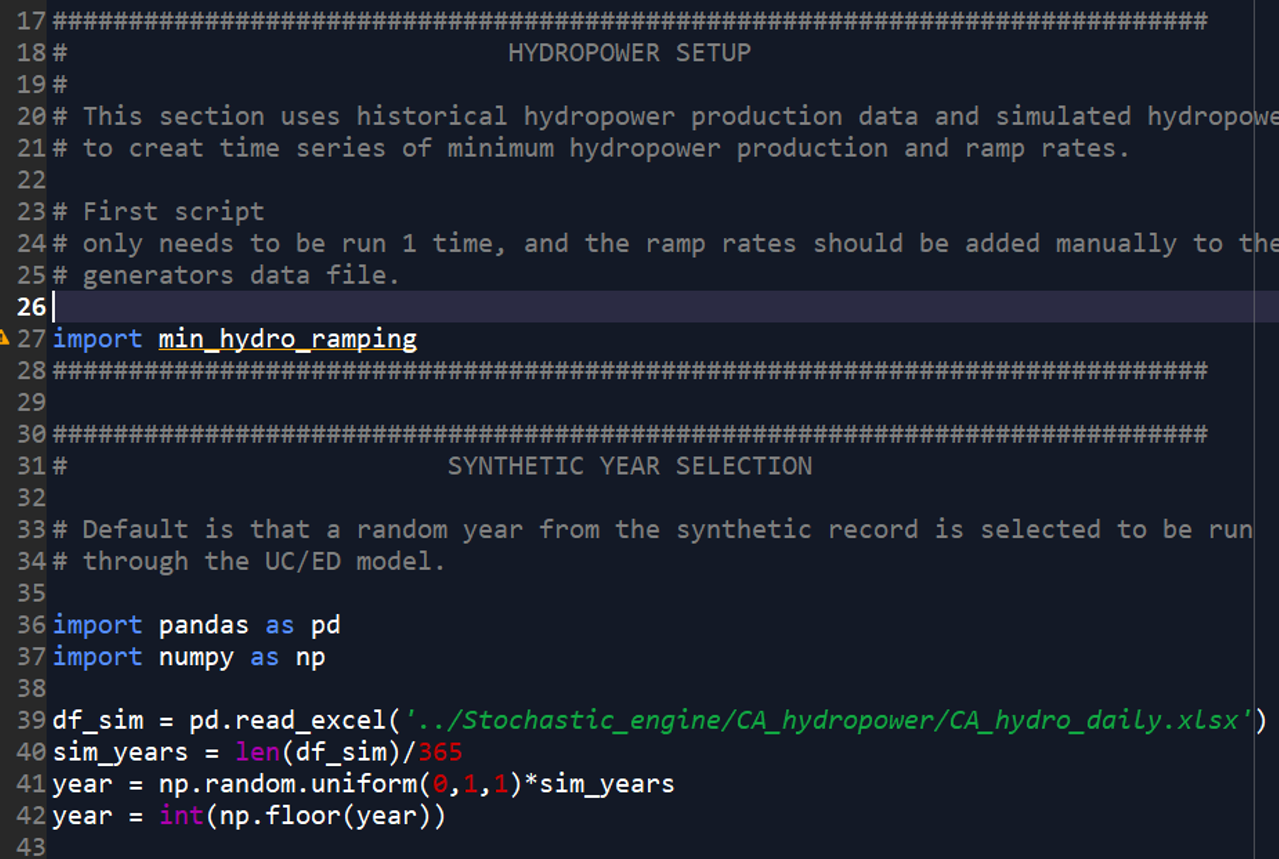 17 ############################################################################
18 # HYDROPOWER SETUP
19 #
20 # This section uses historical hydropower production data and simulated hydropowe
21 # to creat time series of minimum hydropower production and ramp rates.
22
23 # First script
24 # only needs to be run 1 time, and the ramp rates should be added manually to the
25 # generators data file.
26
27 import min_hydro_ramping
28 ############################################################################
29
30 ############################################################################
31 # SYNTHETIC YEAR SELECTION
32
33 # Default is that a random year from the synthetic record is selected to be run
34 # through the UC/ED model.
35
36 import pandas as pd
37 import numpy as np
38
39 df_sim = pd.read_excel('../Stochastic_engine/CA_hydropower/CA_hydro_daily.xlsx')
40 sim_years = len(df_sim)/365
41 year = np.random.uniform(0,1,1)*sim_years
42 year = int(np.floor(year))
43